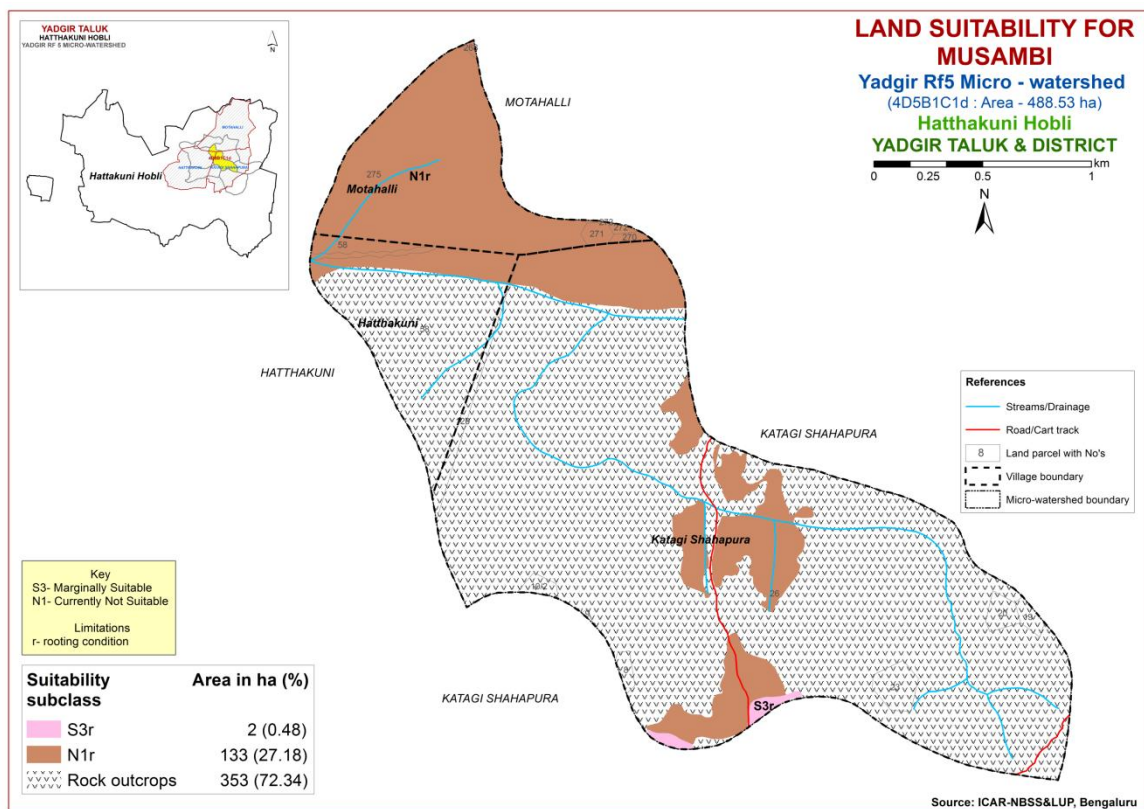 YADGIR TALUK
HATTHAKUNI HOBLI
YADGIR RF 5 MICRO-WATERSHED
N
MOTAHALLI
Hattakuni Hobli
LAND SUITABILITY FOR
MUSAMBI
Yadgir Rf5 Micro - watershed
(4D5B1C1d : Area - 488.53 ha)
Hatthakuni Hobli
YADGIR TALUK & DISTRICT
km
0 0.25 0.5 1
N
MOTAHALLI
275
N1r
Motahalli
58
271
272
270
Hatthakuni
HATTHAKUNI
KATAGI SHAHAPURA
Katagi Shahapura
26
KATAGI SHAHAPURA
S3r
References
Streams/Drainage
Road/Cart track
8 Land parcel with No's
Village boundary
Micro-watershed boundary
Key
S3- Marginally Suitable
N1- Currently Not Suitable
Limitations
r- rooting condition
Suitability subclass Area in ha (%)
S3r 2 (0.48)
N1r 133 (27.18)
Rock outcrops 353 (72.34)
Source: ICAR-NBSS&LUP, Bengaluru